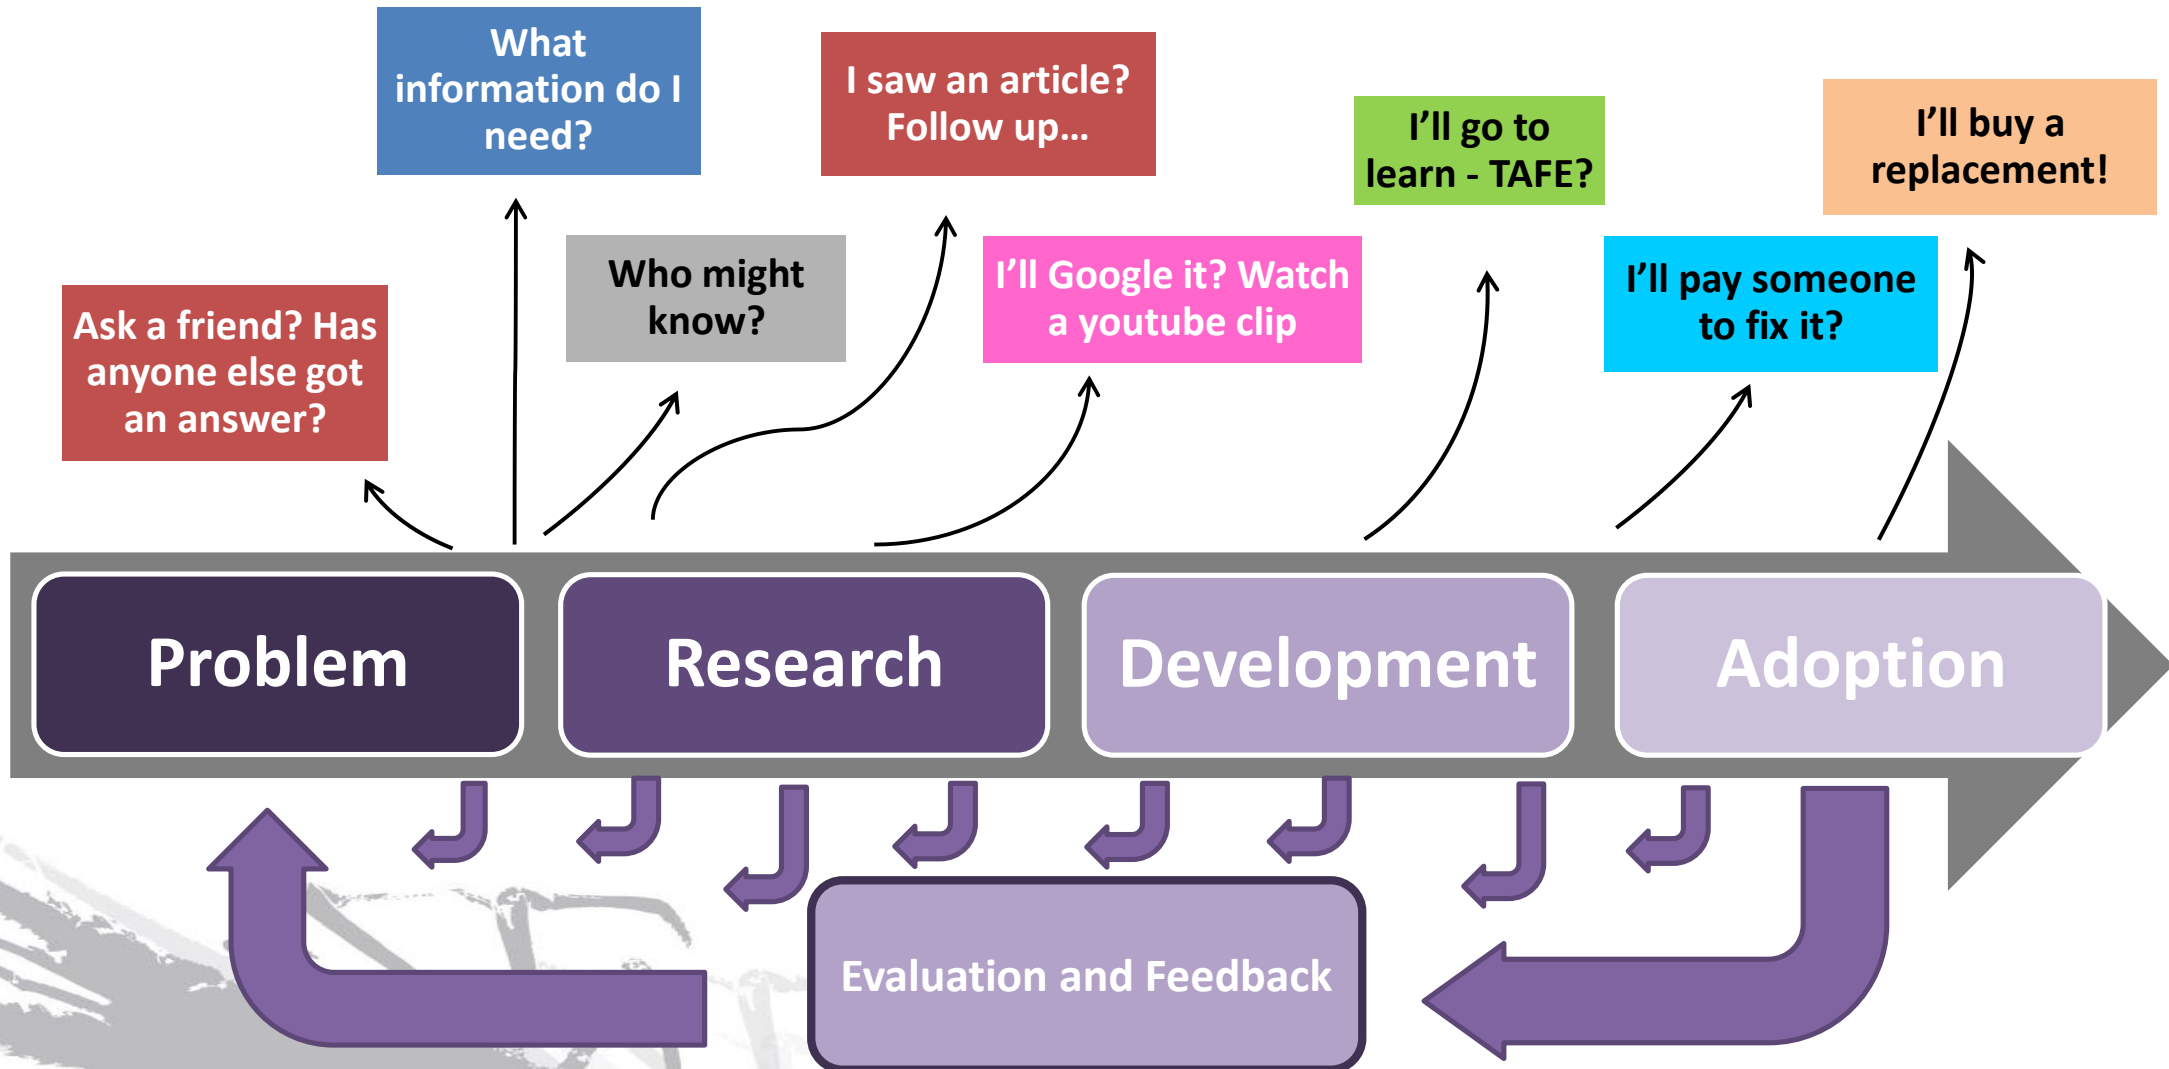 What
information do I
need?
I saw an article?
Follow up…
I’ll go to
learn - TAFE?
I’ll buy a
replacement!
Ask a friend? Has
anyone else got
an answer?
Who might
know?
I’ll Google it? Watch
a youtube clip
I’ll pay someone
to fix it?
Problem
Research
Development
Adoption
Evaluation and Feedback